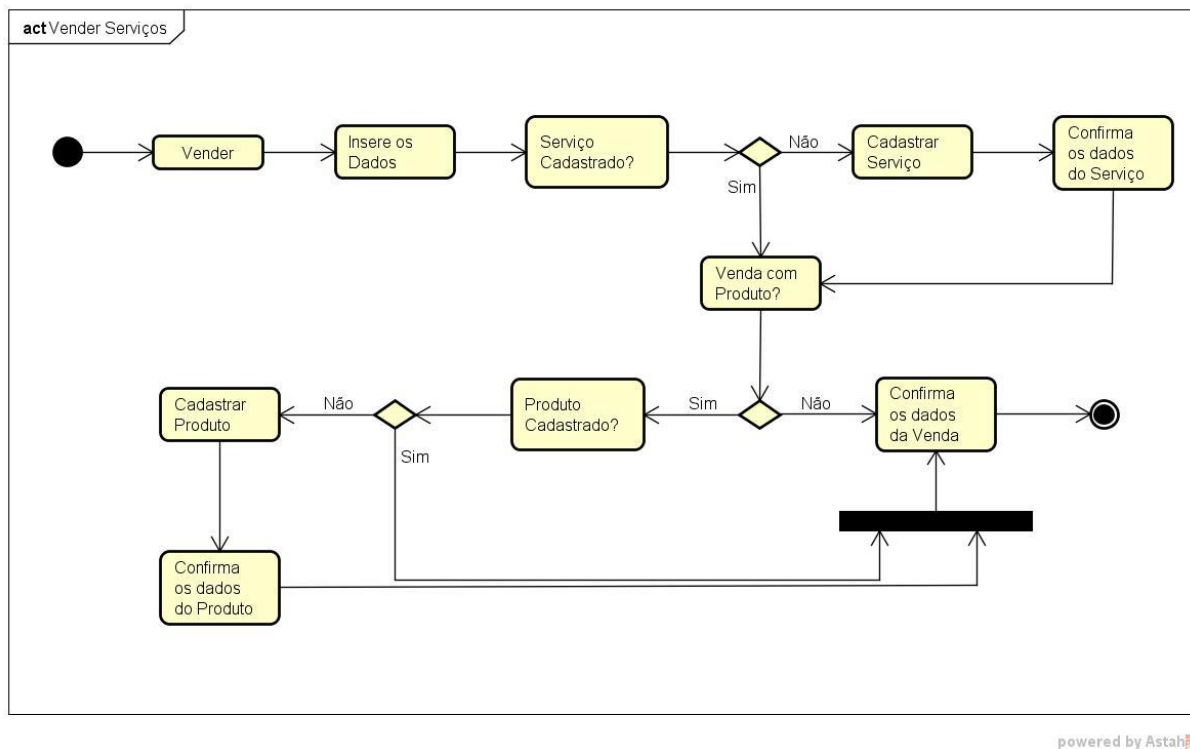 act Vender Serviços
Vender
Insere os
Dados
Serviço
Cadastrado?
Não
Cadastrar
Serviço
Confirma
os dados
do Serviço
Sim
Venda com
Produto?
Cadastrar
Produto
Não
Sim
Produto
Cadastrado?
Sim
Não
Confirma
os dados
da Venda
Confirma
os dados
do Produto
powered by Astah